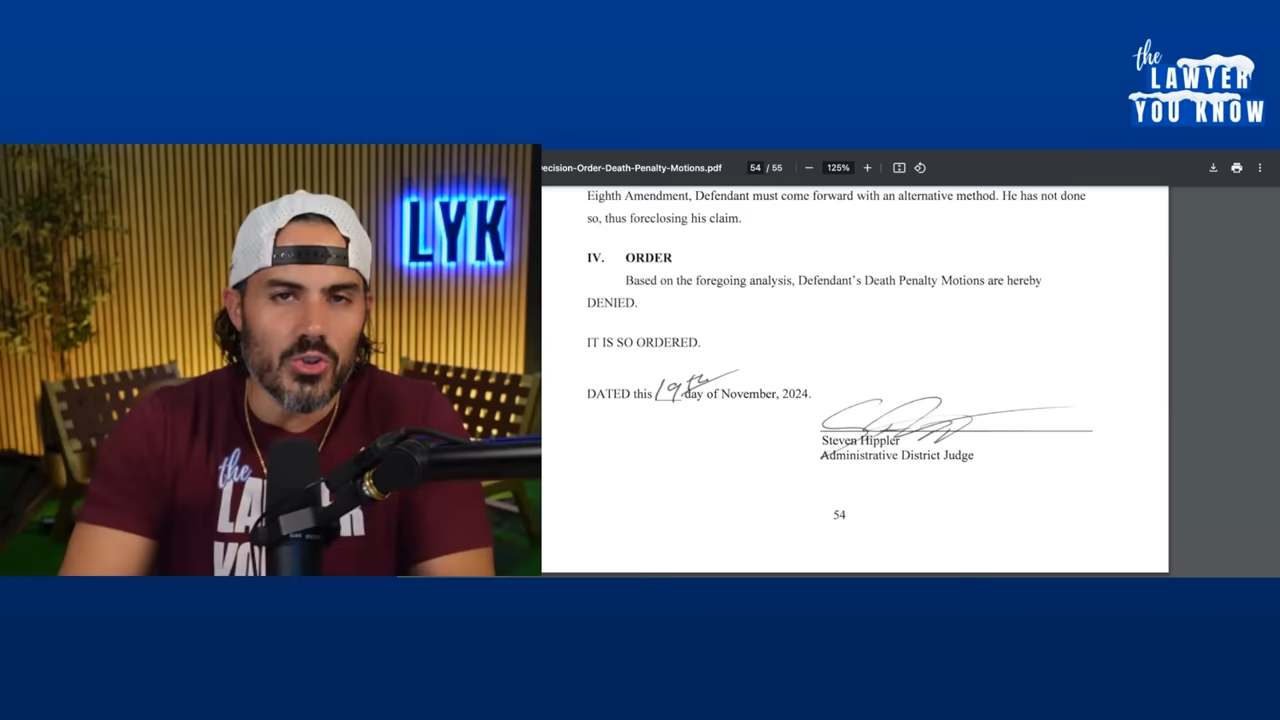 the
LAWYER
YOU KNOW
LYK
the
ecision-Order-Death-Penalty-Motions.pdf 54 / 55 125%
Eighth Amendment, Defendant must come forward with an alternative method. He has not done
so, thus foreclosing his claim.
IV. ORDER
Based on the foregoing analysis, Defendant's Death Penalty Motions are hereby
DENIED.
IT IS SO ORDERED.
DATED this 19th day of November, 2024.
Steven Hippler
Administrative District Judge
54